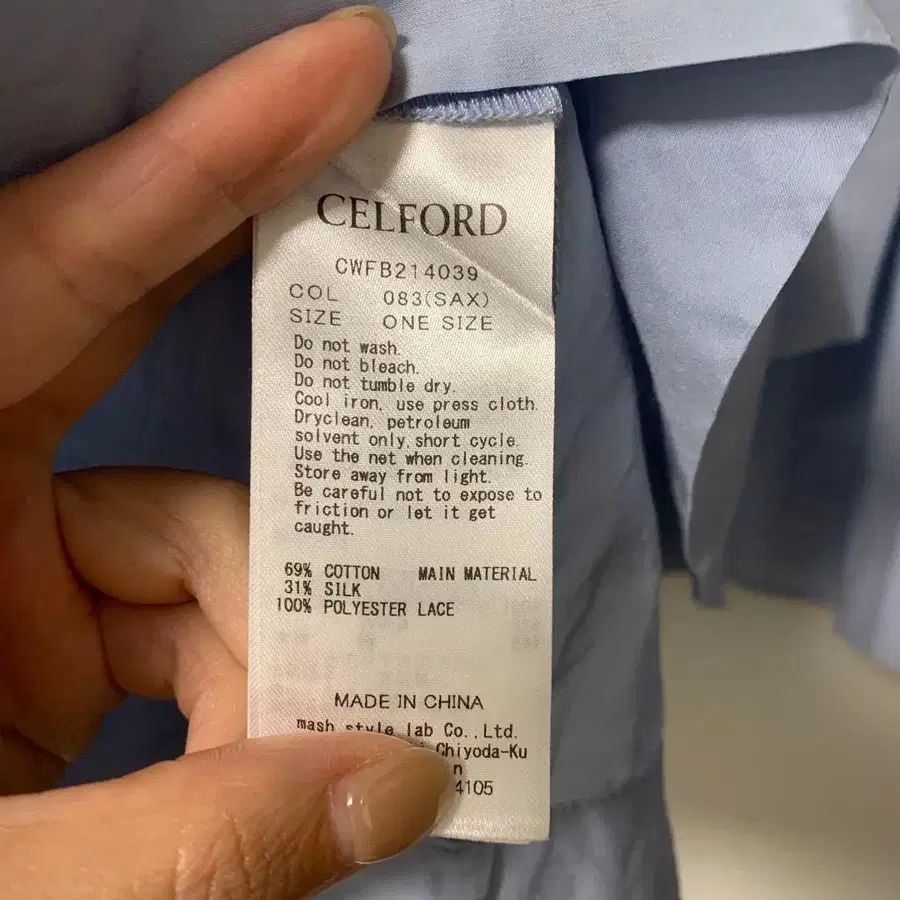 CELFORD
CWFB214039
COL 083(SAX)
SIZE ONE SIZE
Do not wash.
Do not bleach.
Do not tumble dry.
Cool iron, use press cloth.
Dryclean, petroleum
solvent only, short cycle.
Use the net when cleaning.
Store away from light.
Be careful not to expose to
friction or let it get
caught.
69% COTTON MAIN MATERIAL
31% SILK
100% POLYESTER LACE
MADE IN CHINA
mash style lab Co., Ltd.
Chiyoda-Ku
4105